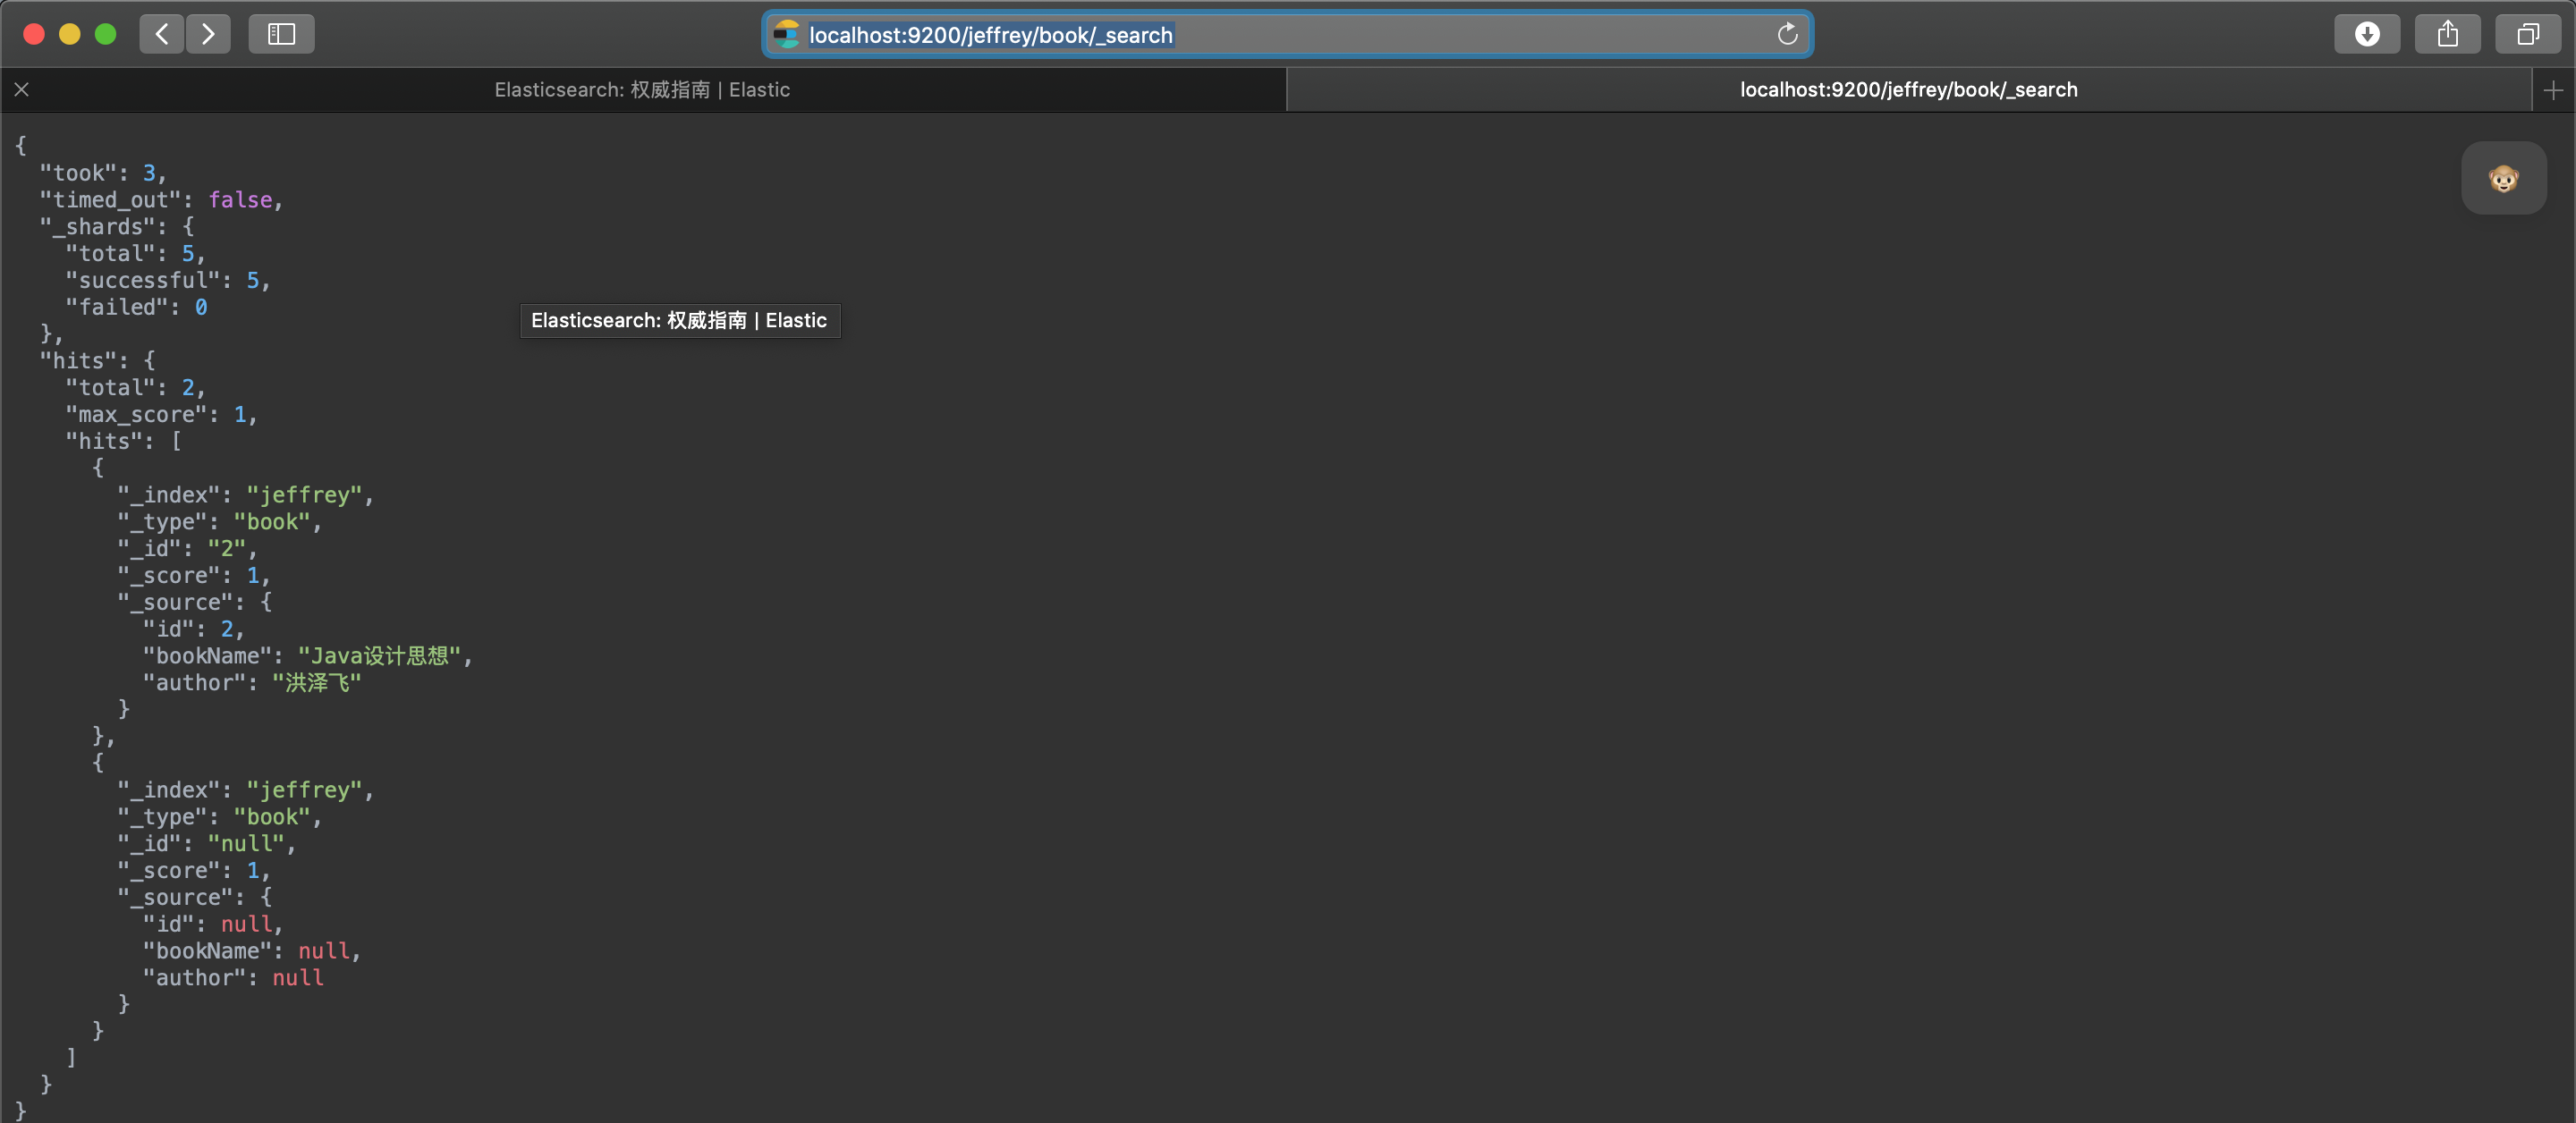 localhost:9200/jeffrey/book/_search
Elasticsearch: 权威指南 | Elastic
localhost:9200/jeffrey/book/_search
{
  "took": 3,
  "timed_out": false,
  "_shards": {
    "total": 5,
    "successful": 5,
    "failed": 0
  },
Elasticsearch: 权威指南 | Elastic
  "hits": {
    "total": 2,
    "max_score": 1,
    "hits": [
      {
        "_index": "jeffrey",
        "_type": "book",
        "_id": "2",
        "_score": 1,
        "_source": {
          "id": 2,
          "bookName": "Java设计思想",
          "author": "洪泽飞"
        }
      },
      {
        "_index": "jeffrey",
        "_type": "book",
        "_id": "null",
        "_score": 1,
        "_source": {
          "id": null,
          "bookName": null,
          "author": null
        }
      }
    ]
  }
}